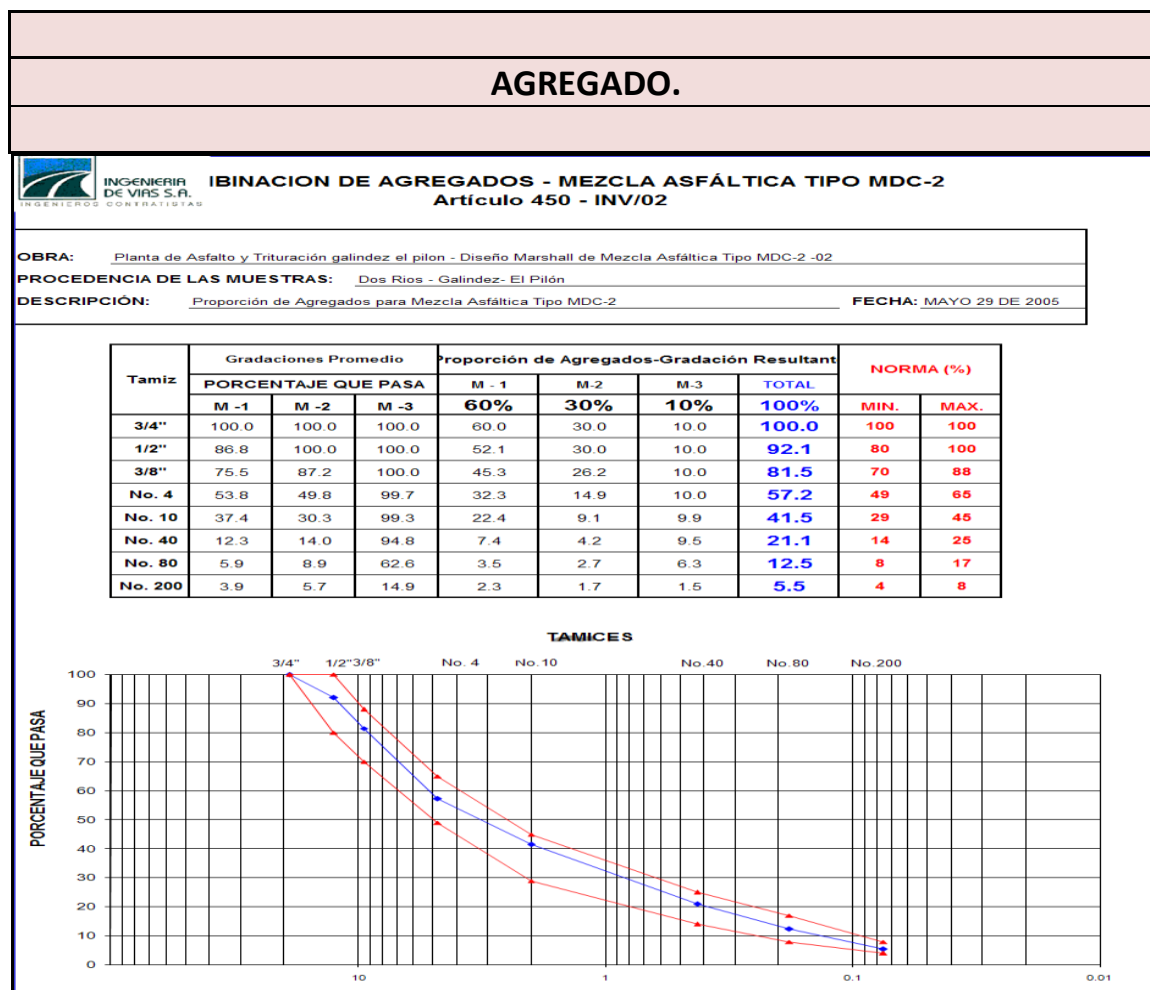 AGREGADO.
INGENIERIA
DE VIAS S.A.
INGENIEROS CONTRATISTAS
IBINACION DE AGREGADOS - MEZCLA ASFÁLTICA TIPO MDC-2
Artículo 450 - INV/02
OBRA: Planta de Asfalto y Trituración galindez el pilon - Diseño Marshall de Mezcla Asfáltica Tipo MDC-2 -02
PROCEDENCIA DE LAS MUESTRAS: Dos Rios - Galindez- El Pilón
DESCRIPCIÓN: Proporción de Agregados para Mezcla Asfáltica Tipo MDC-2 FECHA: MAYO 29 DE 2005
Tamiz Gradaciones Promedio Proporción de Agregados-Gradación Resultant NORMA (%)
PORCENTAJE QUE PASA M - 1 M-2 M-3 TOTAL
M -1 M -2 M -3 60% 30% 10% 100% MIN. MAX.
3/4" 100.0 100.0 100.0 60.0 30.0 10.0 100.0 100 100
1/2" 86.8 100.0 100.0 52.1 30.0 10.0 92.1 80 100
3/8" 75.5 87.2 100.0 45.3 26.2 10.0 81.5 70 88
No. 4 53.8 49.8 99.7 32.3 14.9 10.0 57.2 49 65
No. 10 37.4 30.3 99.3 22.4 9.1 9.9 41.5 29 45
No. 40 12.3 14.0 94.8 7.4 4.2 9.5 21.1 14 25
No. 80 5.9 8.9 62.6 3.5 2.7 6.3 12.5 8 17
No. 200 3.9 5.7 14.9 2.3 1.7 1.5 5.5 4 8
TAMICES
3/4" 1/2" 3/8" No. 4 No.10 No.40 No.80 No.200
PORCENTAJE QUE PASA
100
90
80
70
60
50
40
30
20
10
0
10 1 0.1 0.01